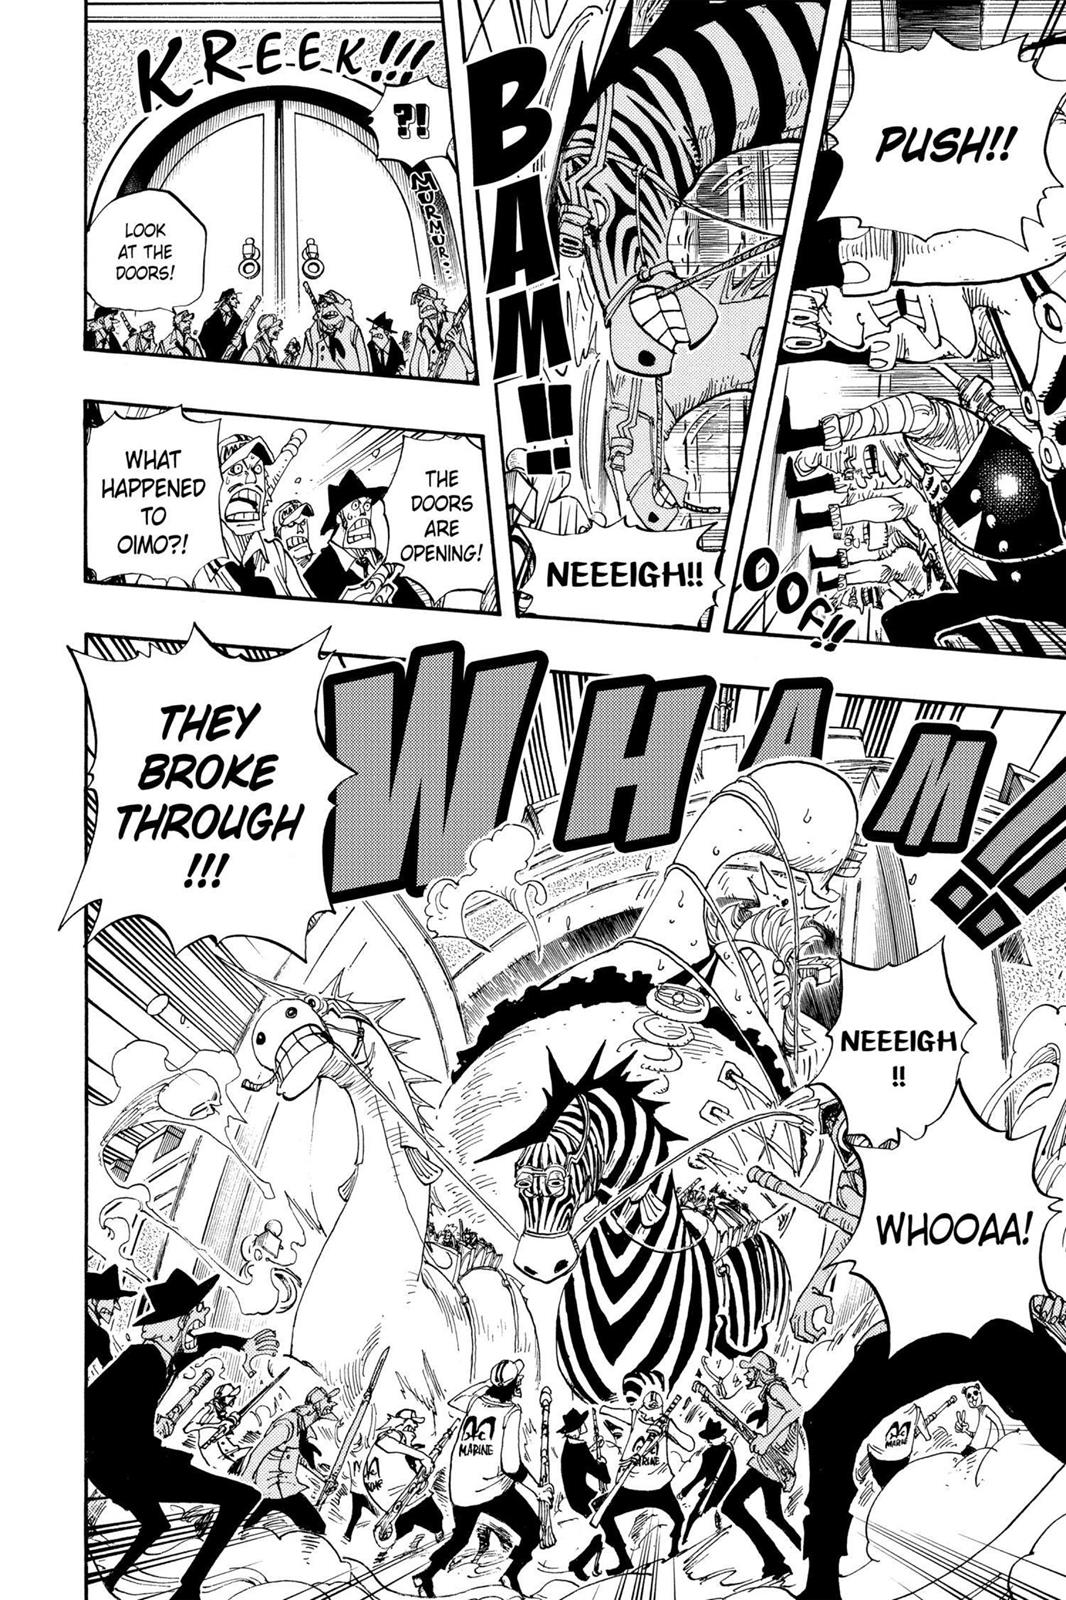 PUSH!!
OOF!!
BAM!!
NEEEIGH!!
KREEK!!!
?!
MURMUR...
LOOK
AT THE
DOORS!
THE
DOORS ARE
OPENING!
WHAT
HAPPENED
TO
OIMO?!
WHAM!!
THEY
BROKE
THROUGH
!!!
NEEEIGH
!!
WHOOAA!
MARINE
MARINE